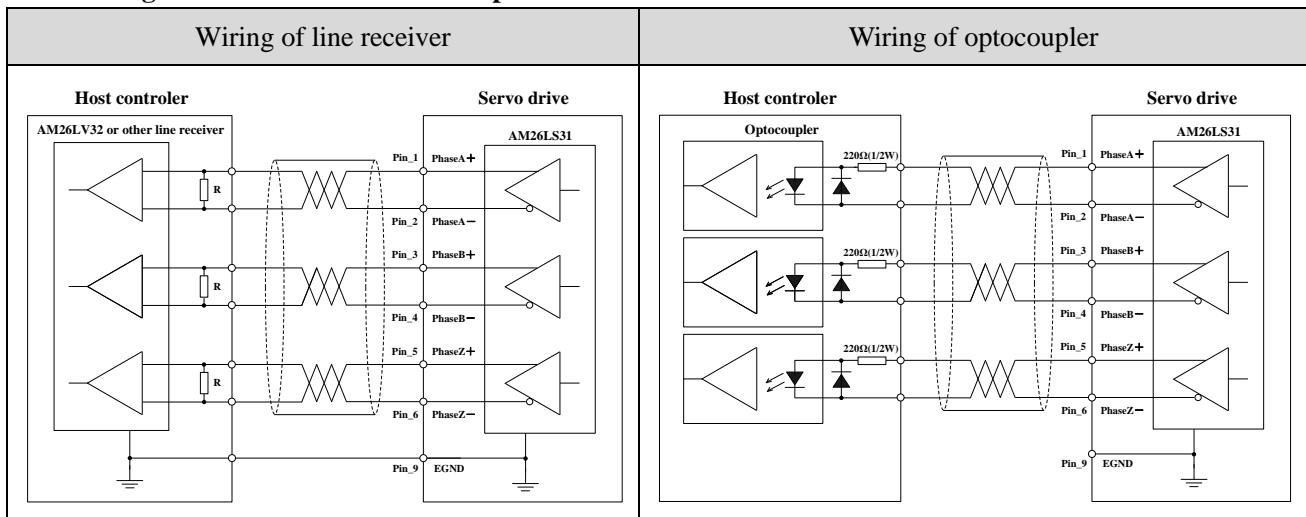 Wiring of line receiver
Wiring of optocoupler
Host controler
Servo drive
AM26LV32 or other line receiver
AM26LS31
Pin_1 PhaseA+
R
Pin_2 PhaseA−
Pin_3 PhaseB+
R
Pin_4 PhaseB−
Pin_5 PhaseZ+
R
Pin_6 PhaseZ−
Pin_9 EGND
Host controler
Servo drive
Optocoupler
AM26LS31
220Ω(1/2W)
Pin_1 PhaseA+
Pin_2 PhaseA−
220Ω(1/2W)
Pin_3 PhaseB+
Pin_4 PhaseB−
220Ω(1/2W)
Pin_5 PhaseZ+
Pin_6 PhaseZ−
Pin_9 EGND